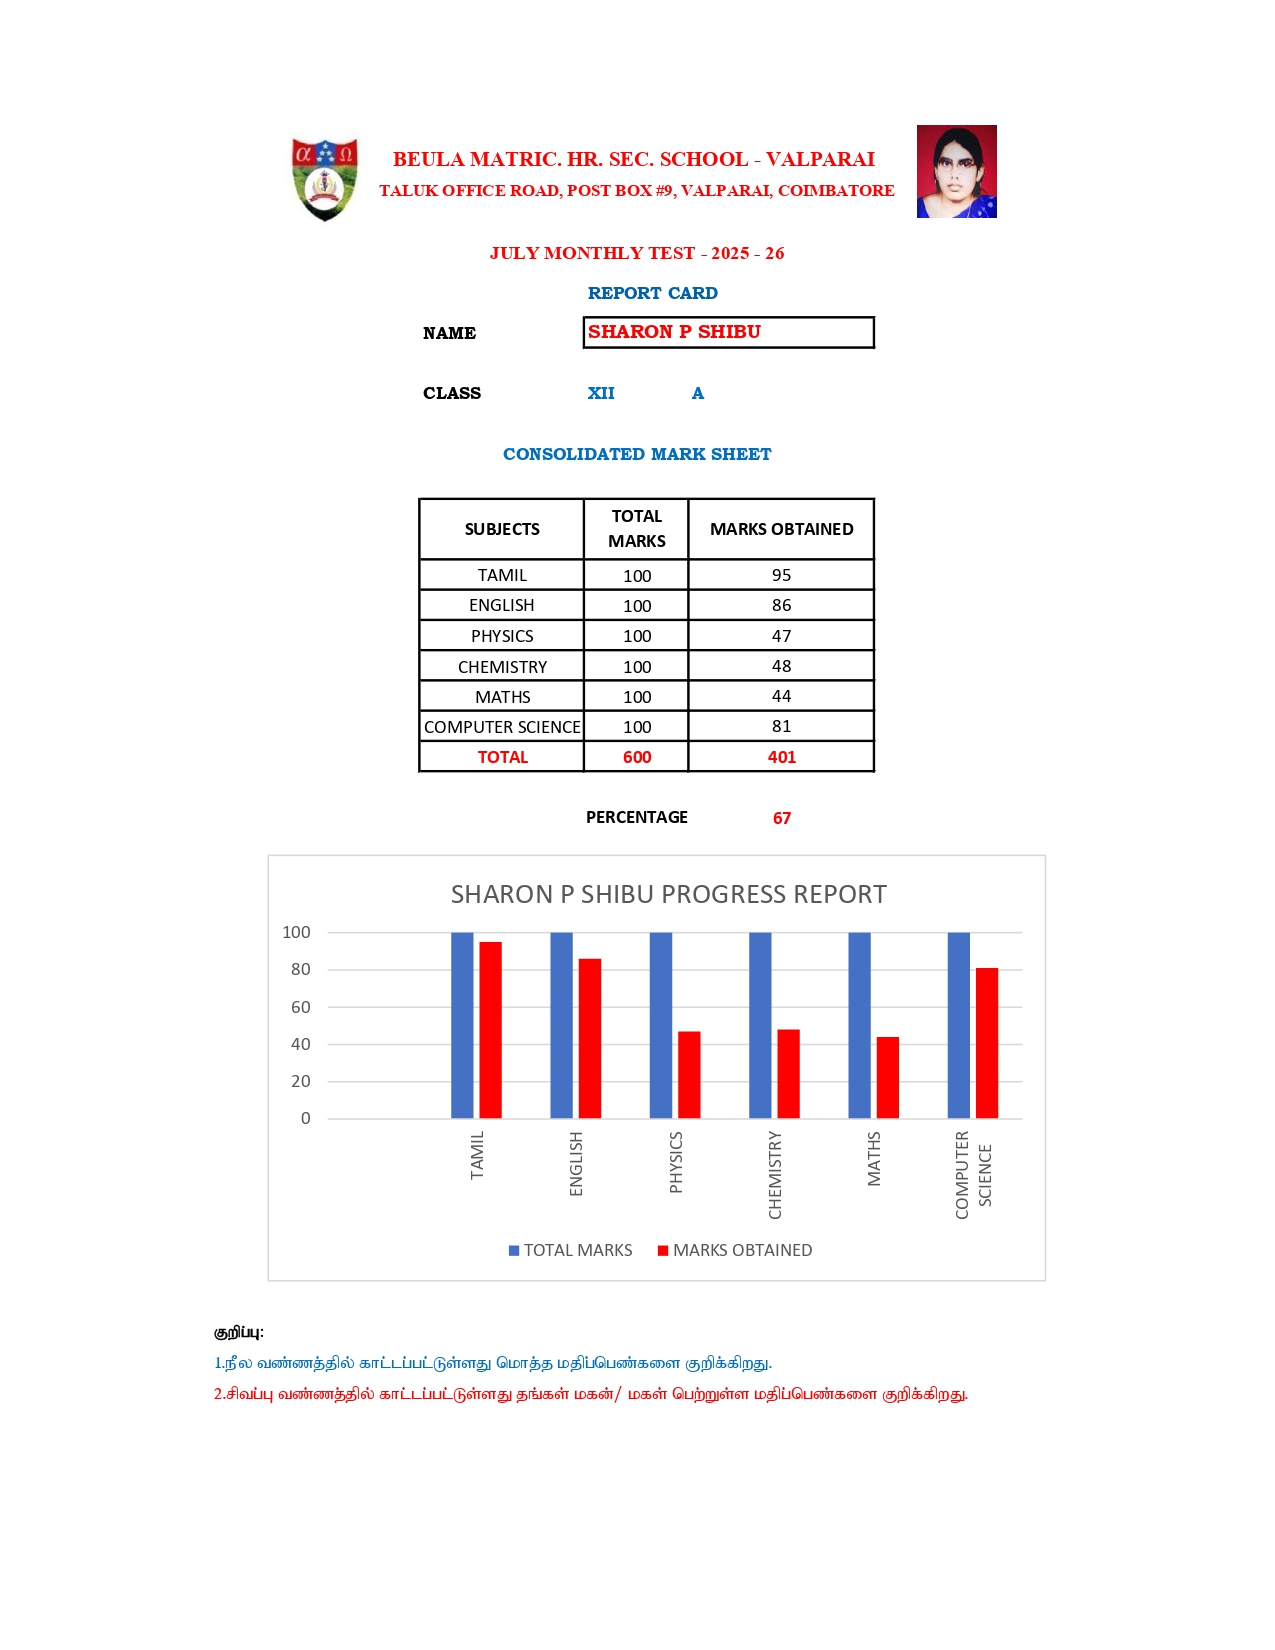 α Ω
BEULA MATRIC. HR. SEC. SCHOOL - VALPARAI
TALUK OFFICE ROAD, POST BOX #9, VALPARAI, COIMBATORE
JULY MONTHLY TEST - 2025 - 26
REPORT CARD
NAME SHARON P SHIBU
CLASS XII A
CONSOLIDATED MARK SHEET
SUBJECTS TOTAL MARKS MARKS OBTAINED
TAMIL 100 95
ENGLISH 100 86
PHYSICS 100 47
CHEMISTRY 100 48
MATHS 100 44
COMPUTER SCIENCE 100 81
TOTAL 600 401
PERCENTAGE 67
SHARON P SHIBU PROGRESS REPORT
100
80
60
40
20
0
TAMIL ENGLISH PHYSICS CHEMISTRY MATHS COMPUTER SCIENCE
TOTAL MARKS MARKS OBTAINED
குறிப்பு:
1.நீல வண்ணத்தில் காட்டப்பட்டுள்ளது மொத்த மதிப்பெண்களை குறிக்கிறது.
2.சிவப்பு வண்ணத்தில் காட்டப்பட்டுள்ளது தங்கள் மகன்/ மகள் பெற்றுள்ள மதிப்பெண்களை குறிக்கிறது.